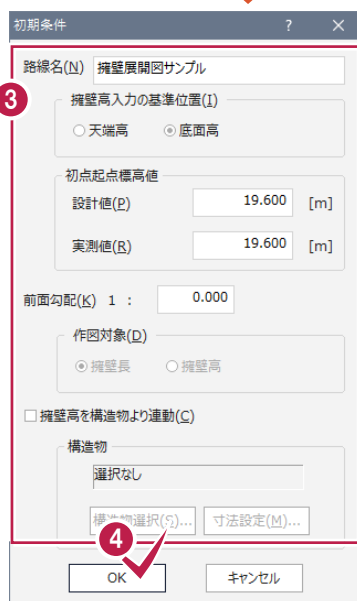 初期条件 ? ×
路線名(N) 擁壁展開図サンプル
3
擁壁高入力の基準位置(I)
天端高 底面高
初点起点標高値
設計値(P) 19.600 [m]
実測値(R) 19.600 [m]
前面勾配(K) 1 : 0.000
作図対象(D)
擁壁長 擁壁高
擁壁高を構造物より連動(C)
構造物
選択なし
構造物選択(S)... 寸法設定(M)...
4
OK キャンセル